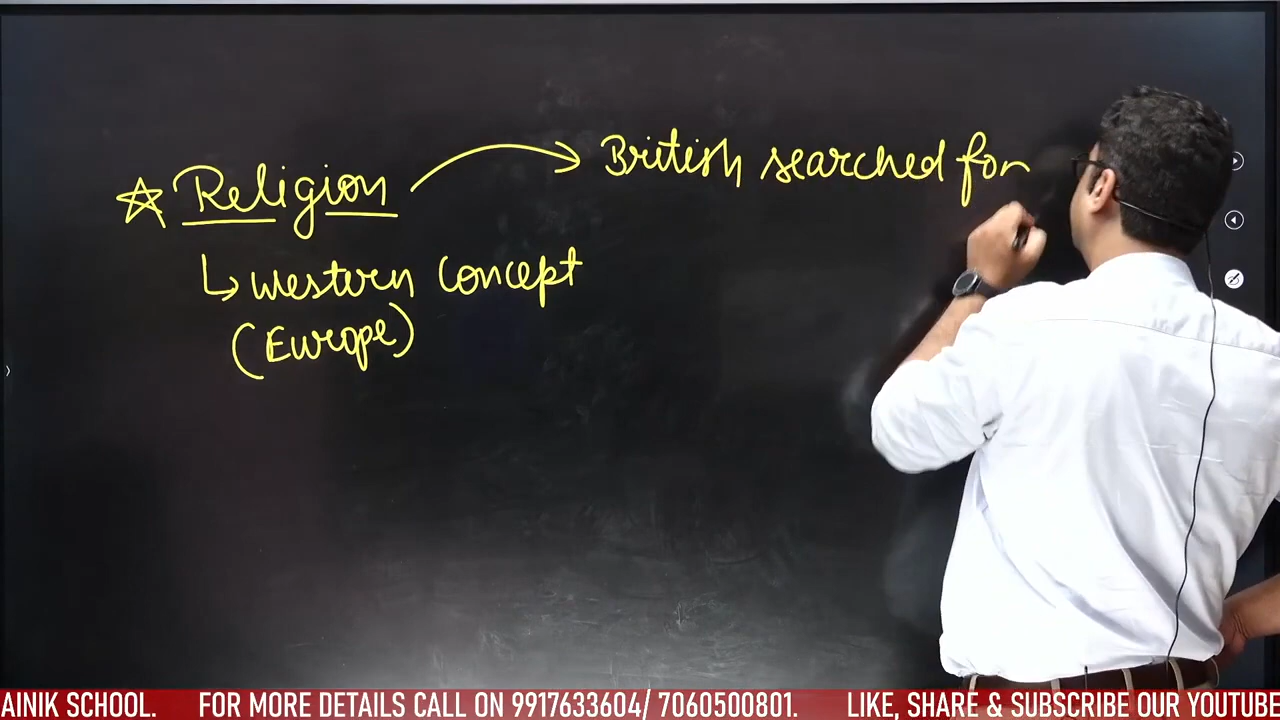 ☆ Religion → British searched for
↳ Western Concept
(Europe)
AINIK SCHOOL. FOR MORE DETAILS CALL ON 9917633604/ 7060500801. LIKE, SHARE & SUBSCRIBE OUR YOUTUBE